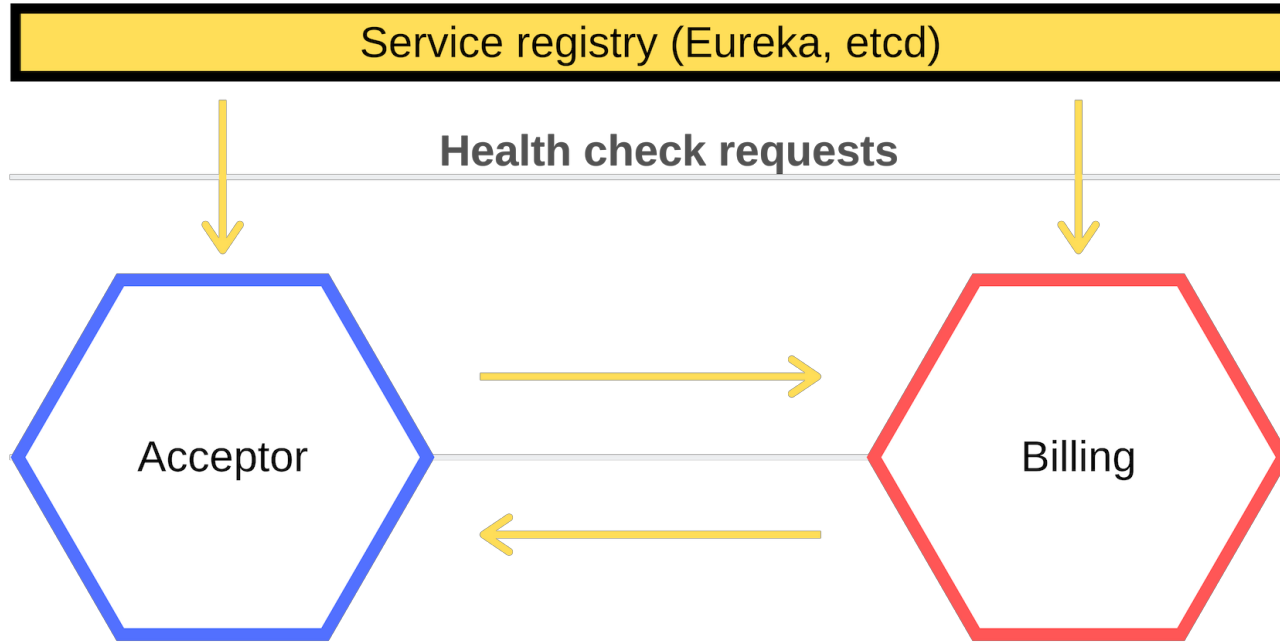 Service registry (Eureka, etcd)
Health check requests
Acceptor
Billing